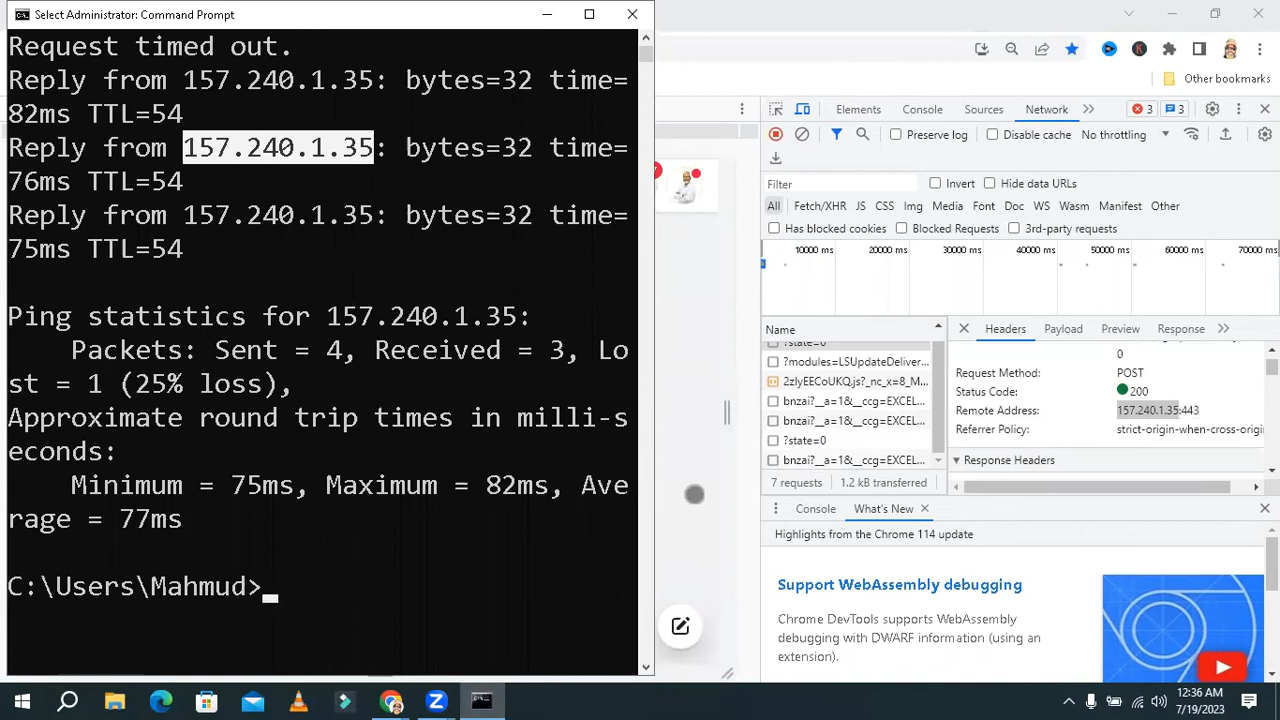 Select Administrator: Command Prompt
Request timed out.
Reply from 157.240.1.35: bytes=32 time=
82ms TTL=54
Reply from 157.240.1.35: bytes=32 time=
76ms TTL=54
Reply from 157.240.1.35: bytes=32 time=
75ms TTL=54
Ping statistics for 157.240.1.35:
Packets: Sent = 4, Received = 3, Lo
st = 1 (25% loss),
Approximate round trip times in milli-s
econds:
Minimum = 75ms, Maximum = 82ms, Ave
rage = 77ms
C:\Users\Mahmud>
K
Other bookmarks
Elements Console Sources Network 3 3
Preserve log Disable cache No throttling
Filter Invert Hide data URLs
All Fetch/XHR JS CSS Img Media Font Doc WS Wasm Manifest Other
Has blocked cookies Blocked Requests 3rd-party requests
10000 ms 20000 ms 30000 ms 40000 ms 50000 ms 60000 ms 70000 ms
Name
?state=0
?modules=LSUpdateDeliver...
2zlyEECoUKQ.js?_nc_x=8_M...
bnzai?__a=1&__ccg=EXCEL...
bnzai?__a=1&__ccg=EXCEL...
?state=0
bnzai?__a=1&__ccg=EXCEL...
7 requests 1.2 kB transferred
Headers Payload Preview Response
0
Request Method: POST
Status Code: 200
Remote Address: 157.240.1.35:443
Referrer Policy: strict-origin-when-cross-origin
Response Headers
Console What's New
Highlights from the Chrome 114 update
Support WebAssembly debugging
Chrome DevTools supports WebAssembly
debugging with DWARF information (using an
extension).
12:36 AM
7/19/2023